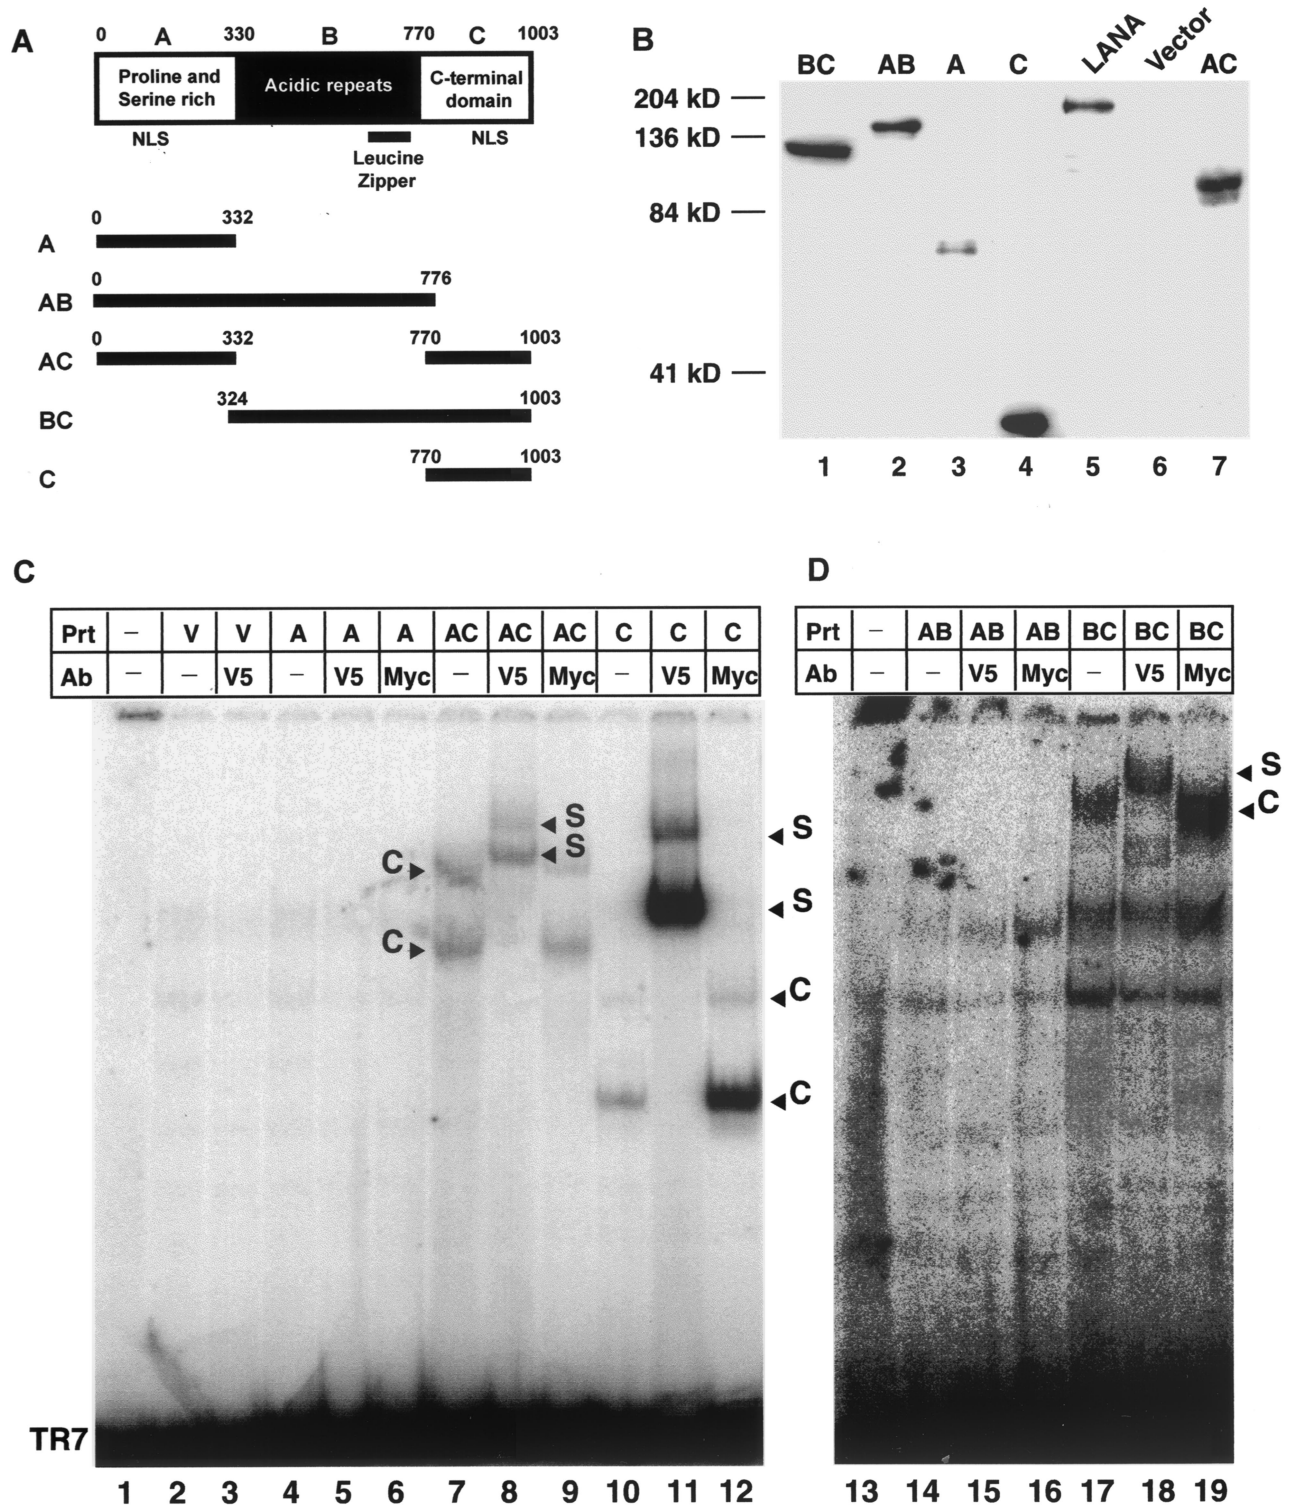 A
0 A 330 B 770 C 1003
Proline and Serine rich
Acidic repeats
C-terminal domain
NLS
NLS
Leucine
Zipper
0 332
A
0 776
AB
0 332 770 1003
AC
324 1003
BC
770 1003
C
B
BC AB A C LANA Vector AC
204 kD
136 kD
84 kD
41 kD
1 2 3 4 5 6 7
C
Prt – V V A A A AC AC AC C C C
Ab – – V5 – V5 Myc – V5 Myc – V5 Myc
S
S
C
C
S
S
C
C
TR7
1 2 3 4 5 6 7 8 9 10 11 12
D
Prt – AB AB AB BC BC BC
Ab – – V5 Myc – V5 Myc
S
C
13 14 15 16 17 18 19